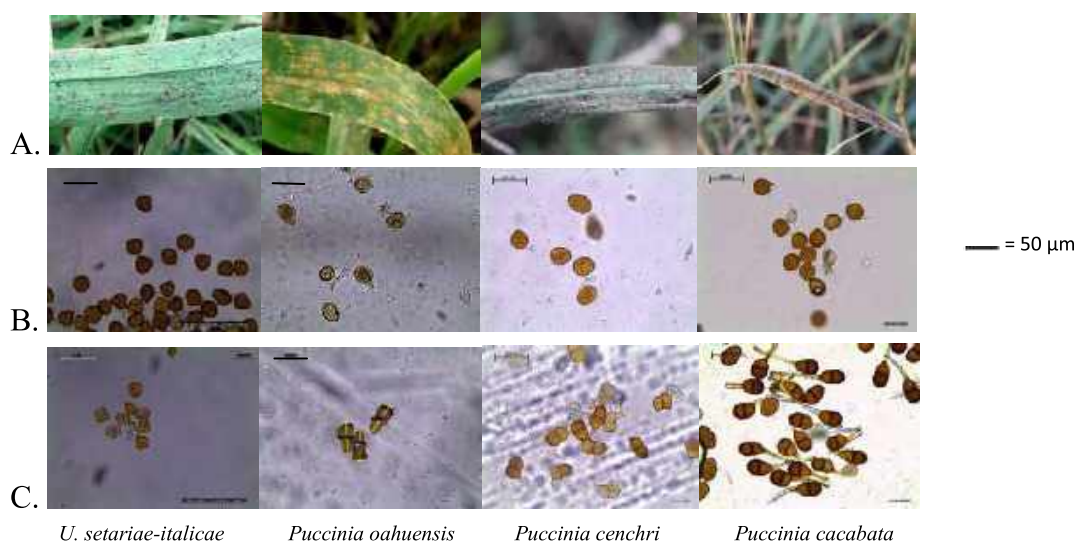 A.
B.
= 50 µm
C.
U. setariae-italicae
Puccinia oahuensis
Puccinia cenchri
Puccinia cacabata